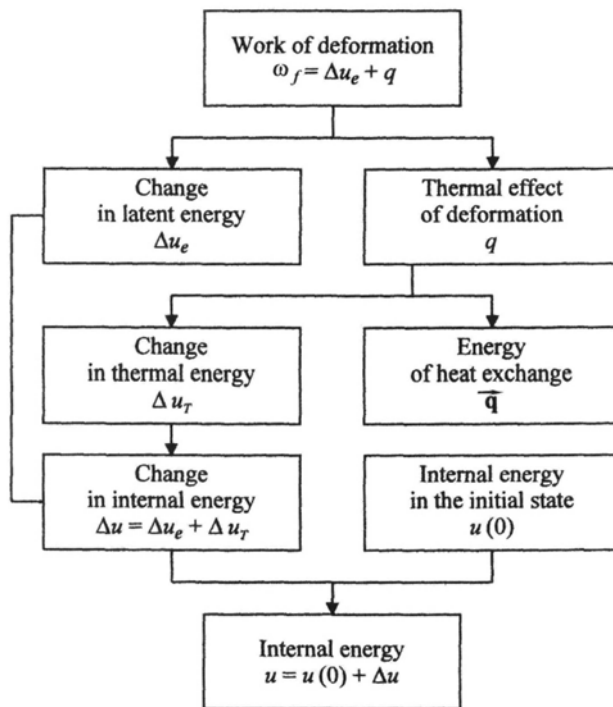 Work of deformation
ω_f = Δu_e + q
Change
in latent energy
Δu_e
Thermal effect
of deformation
q
Change
in thermal energy
Δ u_T
Energy
of heat exchange
q⃗
Change
in internal energy
Δu = Δu_e + Δ u_T
Internal energy
in the initial state
u (0)
Internal energy
u = u (0) + Δu